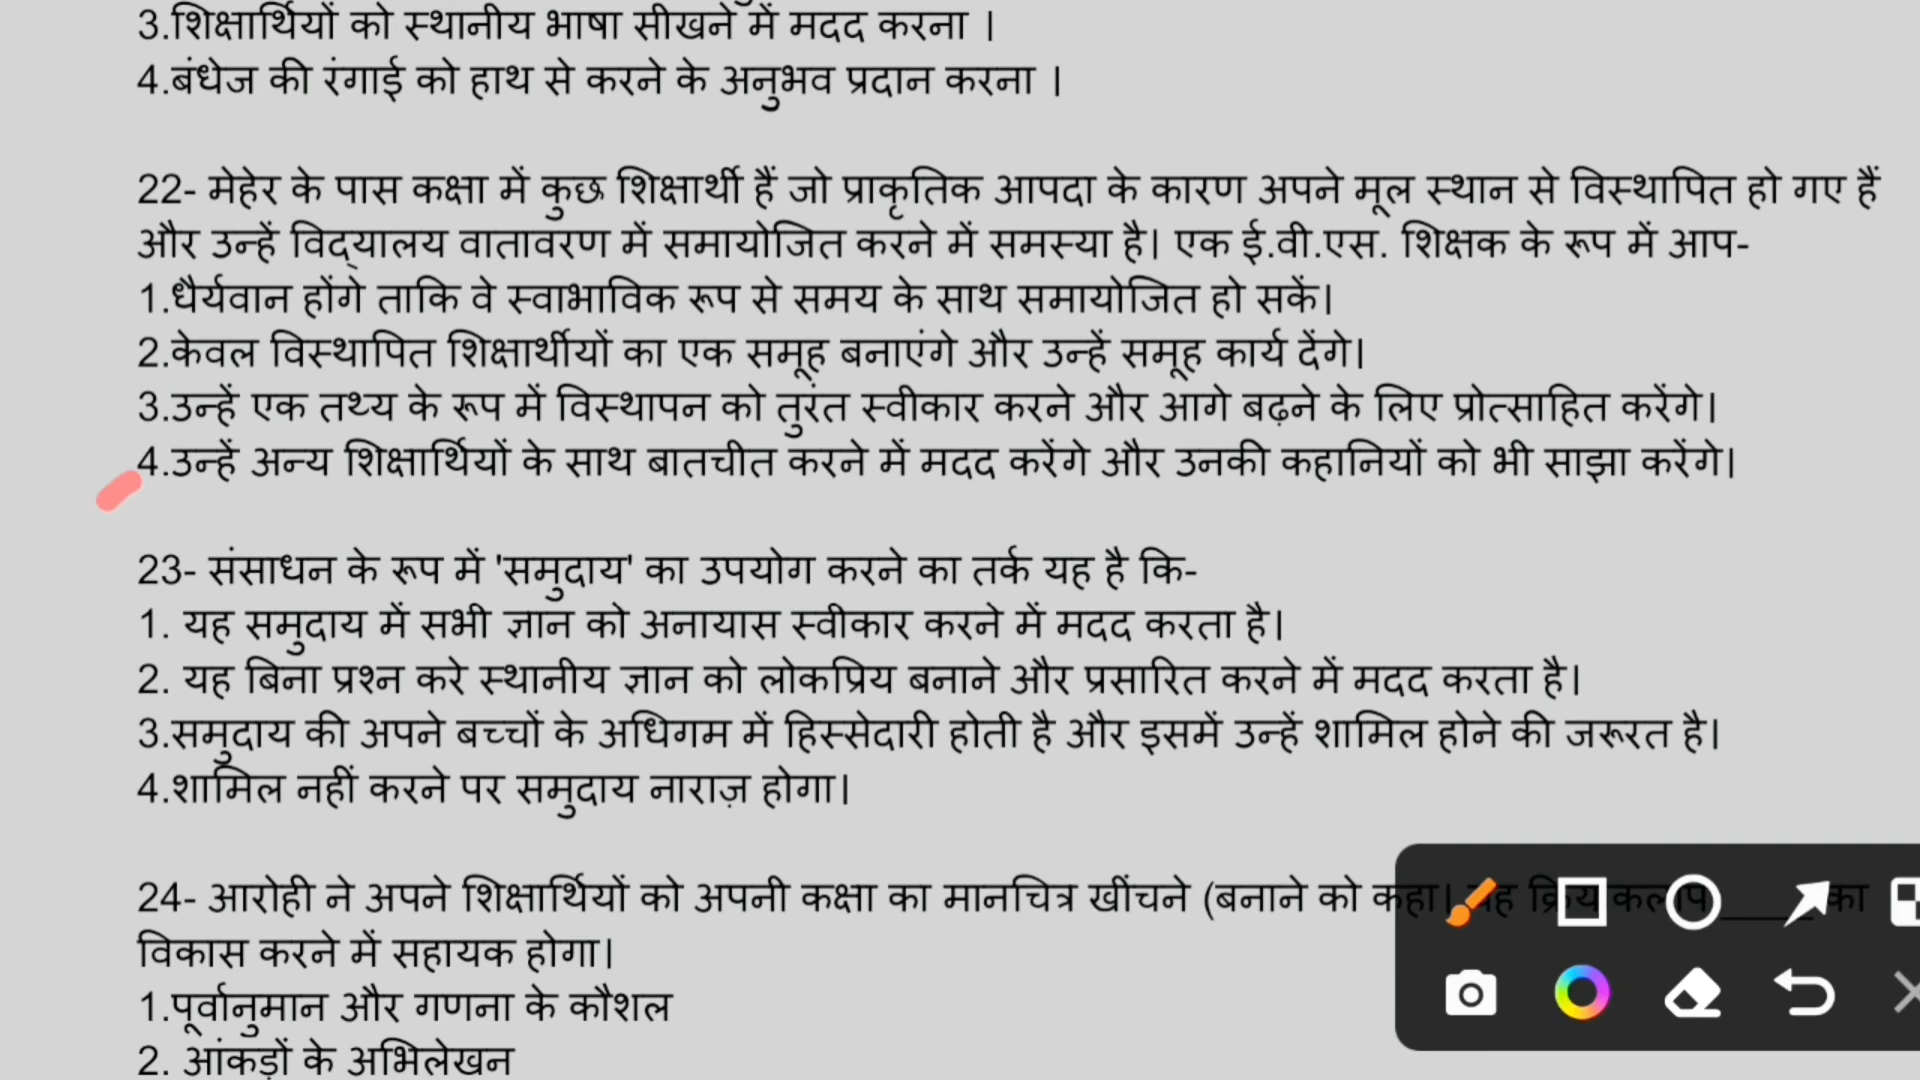 3.शिक्षार्थियों को स्थानीय भाषा सीखने में मदद करना ।
4.बंधेज की रंगाई को हाथ से करने के अनुभव प्रदान करना ।
22- मेहेर के पास कक्षा में कुछ शिक्षार्थी हैं जो प्राकृतिक आपदा के कारण अपने मूल स्थान से विस्थापित हो गए हैं
और उन्हें विद्यालय वातावरण में समायोजित करने में समस्या है। एक ई.वी.एस. शिक्षक के रूप में आप-
1.धैर्यवान होंगे ताकि वे स्वाभाविक रूप से समय के साथ समायोजित हो सकें।
2.केवल विस्थापित शिक्षार्थीयों का एक समूह बनाएंगे और उन्हें समूह कार्य देंगे।
3.उन्हें एक तथ्य के रूप में विस्थापन को तुरंत स्वीकार करने और आगे बढ़ने के लिए प्रोत्साहित करेंगे।
4.उन्हें अन्य शिक्षार्थियों के साथ बातचीत करने में मदद करेंगे और उनकी कहानियों को भी साझा करेंगे।
23- संसाधन के रूप में 'समुदाय' का उपयोग करने का तर्क यह है कि-
1. यह समुदाय में सभी ज्ञान को अनायास स्वीकार करने में मदद करता है।
2. यह बिना प्रश्न करे स्थानीय ज्ञान को लोकप्रिय बनाने और प्रसारित करने में मदद करता है।
3.समुदाय की अपने बच्चों के अधिगम में हिस्सेदारी होती है और इसमें उन्हें शामिल होने की जरूरत है।
4.शामिल नहीं करने पर समुदाय नाराज़ होगा।
24- आरोही ने अपने शिक्षार्थियों को अपनी कक्षा का मानचित्र खींचने (बनाने को कहा। यह क्रिय कलाप ____ का
विकास करने में सहायक होगा।
1.पूर्वानुमान और गणना के कौशल
2. आंकड़ों के अभिलेखन